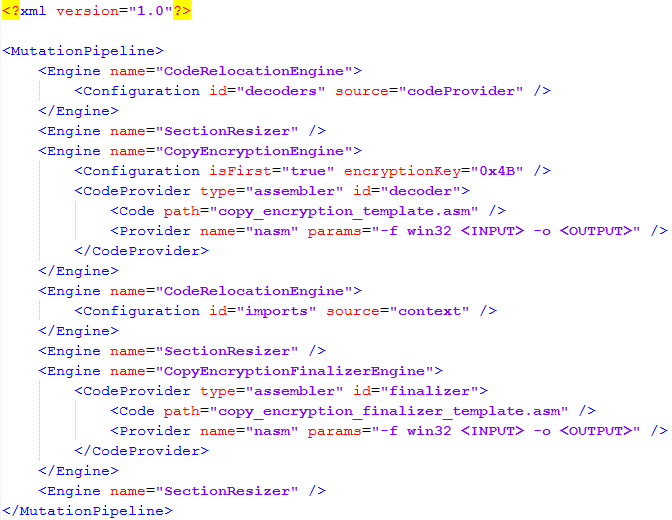 <?xml version="1.0"?>
<MutationPipeline>
<Engine name="CodeRelocationEngine">
<Configuration id="decoders" source="codeProvider" />
</Engine>
<Engine name="SectionResizer" />
<Engine name="CopyEncryptionEngine">
<Configuration isFirst="true" encryptionKey="0x4B" />
<CodeProvider type="assembler" id="decoder">
<Code path="copy_encryption_template.asm" />
<Provider name="nasm" params="-f win32 <INPUT> -o <OUTPUT>" />
</CodeProvider>
</Engine>
<Engine name="CodeRelocationEngine">
<Configuration id="imports" source="context" />
</Engine>
<Engine name="SectionResizer" />
<Engine name="CopyEncryptionFinalizerEngine">
<CodeProvider type="assembler" id="finalizer">
<Code path="copy_encryption_finalizer_template.asm" />
<Provider name="nasm" params="-f win32 <INPUT> -o <OUTPUT>" />
</CodeProvider>
</Engine>
<Engine name="SectionResizer" />
</MutationPipeline>